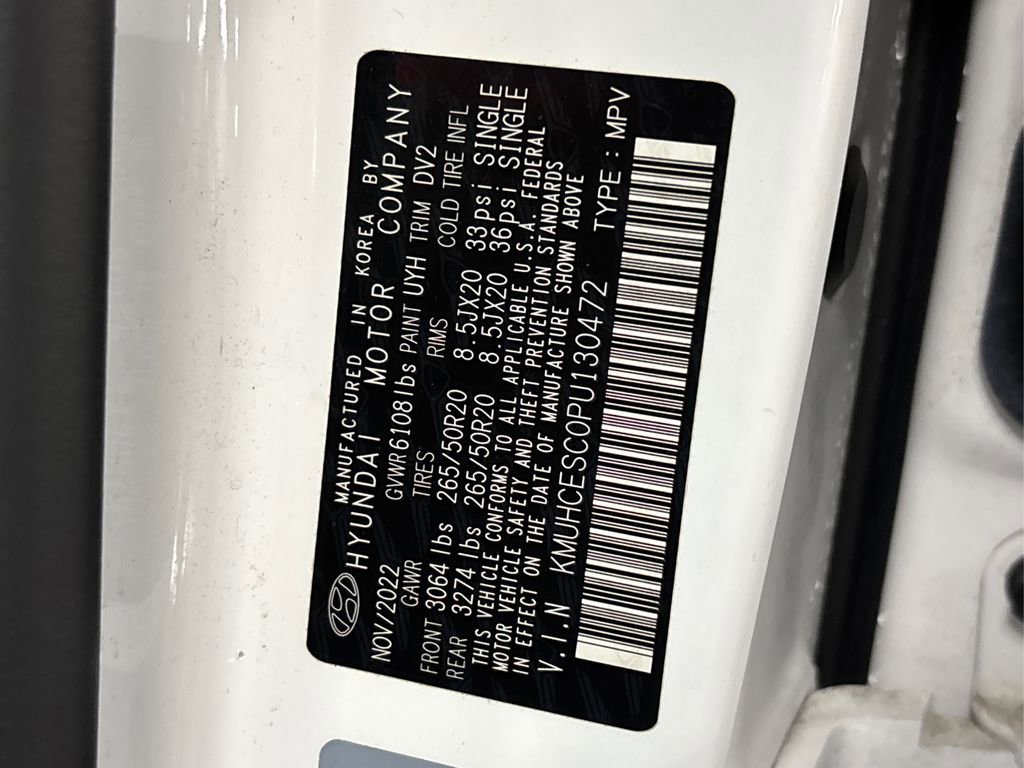 MANUFACTURED IN KOREA BY
HYUNDAI MOTOR COMPANY
NOV/2022 GVWR 6108 lbs PAINT UYH TRIM DV2
GAWR TIRES RIMS COLD TIRE INFL
FRONT 3064 lbs 265/50R20 8.5JX20 33psi SINGLE
REAR 3274 lbs 265/50R20 8.5JX20 36psi SINGLE
THIS VEHICLE CONFORMS TO ALL APPLICABLE U.S.A. FEDERAL
MOTOR VEHICLE SAFETY AND THEFT PREVENTION STANDARDS
IN EFFECT ON THE DATE OF MANUFACTURE SHOWN ABOVE
V.I.N KMUHCESC0PU130472 TYPE : MPV